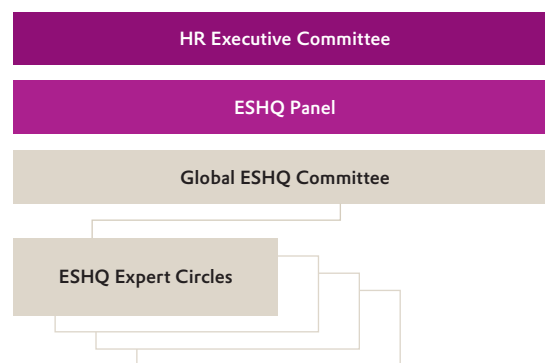 HR Executive Committee
ESHQ Panel
Global ESHQ Committee
ESHQ Expert Circles